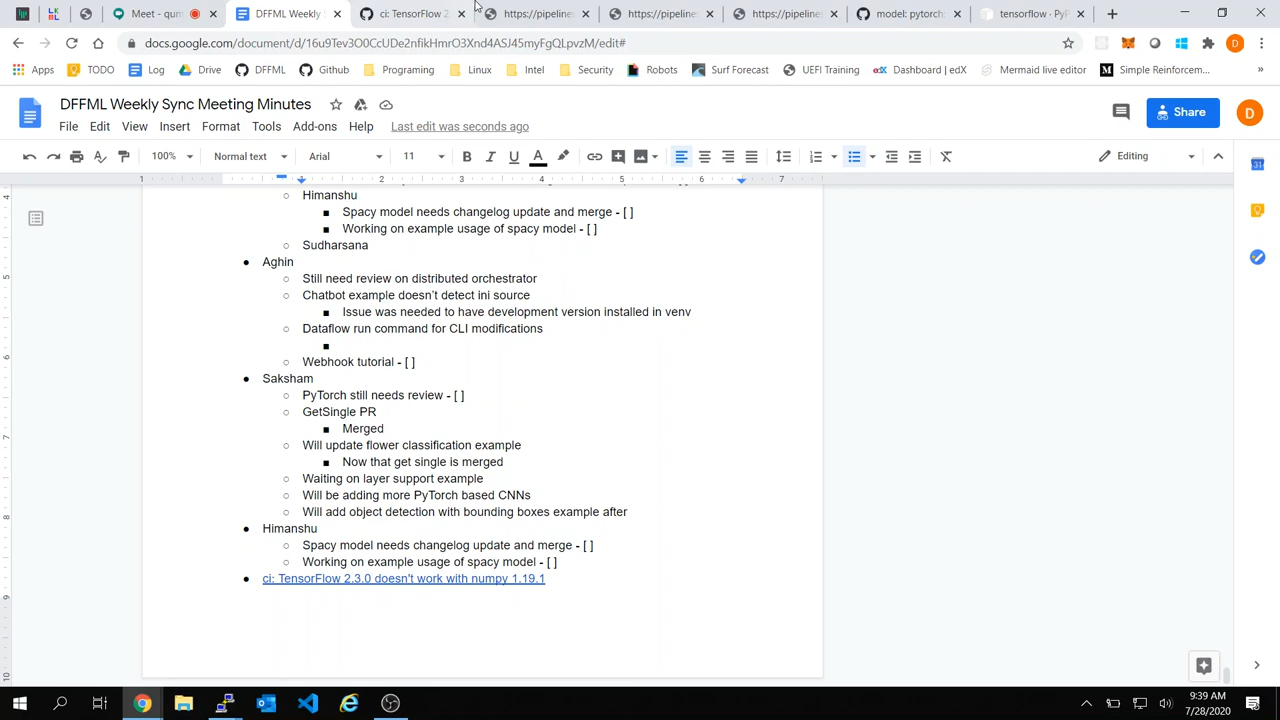 Meet - qum
DFFML Weekly S
ci: TensorFlow 2
https://pipeline
https://pipeline
https://pipeline
model: pytorch
tensorflow · PyP
docs.google.com/document/d/16u9Tev3O0CcUDe2nfikHmrO3Xnd4ASJ45myFgQLpvzM/edit#
Apps
TODO
Log
Drive
DFFML
Github
Programing
Linux
Intel
Security
Robots
Surf Forecast
UEFI Training
Dashboard | edX
Mermaid live editor
Simple Reinforcem...
DFFML Weekly Sync Meeting Minutes
File Edit View Insert Format Tools Add-ons Help Last edit was seconds ago
Share
D
100% Normal text Arial 11 Editing
1 1 2 3 4 5 6 7
Himanshu
Spacy model needs changelog update and merge - [ ]
Working on example usage of spacy model - [ ]
Sudharsana
Aghin
Still need review on distributed orchestrator
Chatbot example doesn't detect ini source
Issue was needed to have development version installed in venv
Dataflow run command for CLI modifications
Webhook tutorial - [ ]
Saksham
PyTorch still needs review - [ ]
GetSingle PR
Merged
Will update flower classification example
Now that get single is merged
Waiting on layer support example
Will be adding more PyTorch based CNNs
Will add object detection with bounding boxes example after
Himanshu
Spacy model needs changelog update and merge - [ ]
Working on example usage of spacy model - [ ]
ci: TensorFlow 2.3.0 doesn't work with numpy 1.19.1
9:39 AM
7/28/2020